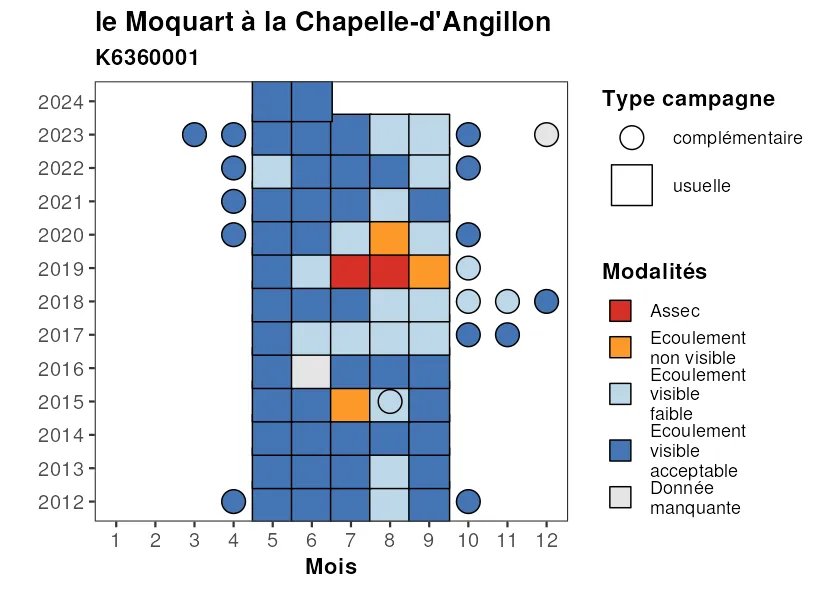 le Moquart à la Chapelle-d'Angillon
K6360001
2024
2023
2022
2021
2020
2019
2018
2017
2016
2015
2014
2013
2012
1 2 3 4 5 6 7 8 9 10 11 12
Mois
Type campagne
complémentaire
usuelle
Modalités
Assec
Ecoulement
non visible
Ecoulement
visible
faible
Ecoulement
visible
acceptable
Donnée
manquante